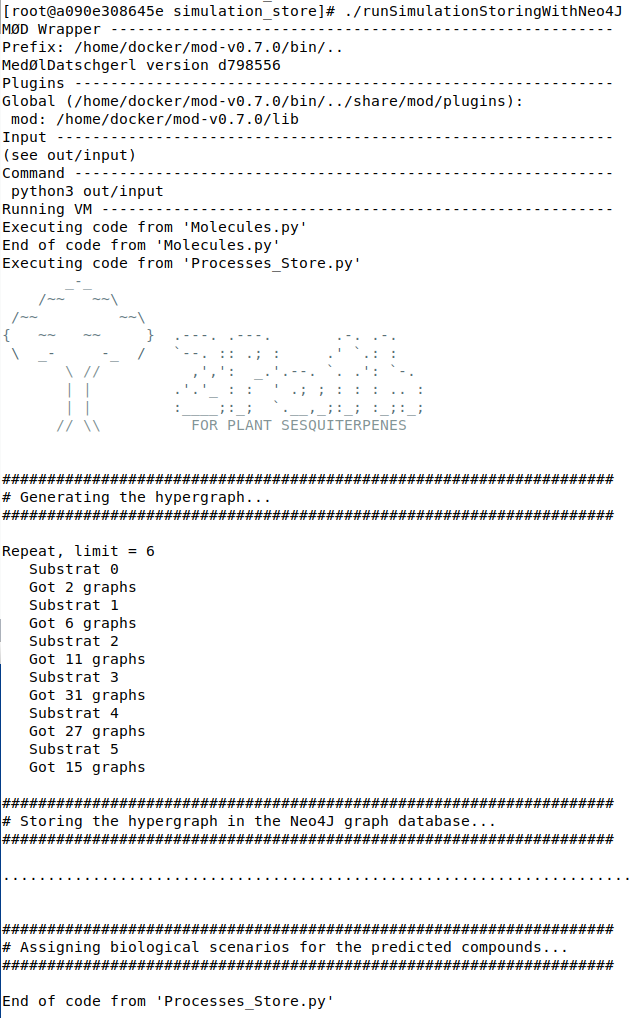 [root@a090e308645e simulation_store]# ./runSimulationStoringWithNeo4J
MØD Wrapper --------------------------------------------------------
Prefix: /home/docker/mod-v0.7.0/bin/..
MedØlDatschgerl version d798556
Plugins ------------------------------------------------------------
Global (/home/docker/mod-v0.7.0/bin/../share/mod/plugins):
 mod: /home/docker/mod-v0.7.0/lib
Input --------------------------------------------------------------
(see out/input)
Command ------------------------------------------------------------
 python3 out/input
Running VM ---------------------------------------------------------
Executing code from 'Molecules.py'
End of code from 'Molecules.py'
Executing code from 'Processes_Store.py'
FOR PLANT SESQUITERPENES
####################################################################
# Generating the hypergraph...
####################################################################
Repeat, limit = 6
   Substrat 0
   Got 2 graphs
   Substrat 1
   Got 6 graphs
   Substrat 2
   Got 11 graphs
   Substrat 3
   Got 31 graphs
   Substrat 4
   Got 27 graphs
   Substrat 5
   Got 15 graphs
####################################################################
# Storing the hypergraph in the Neo4J graph database...
####################################################################
......................................................................
####################################################################
# Assigning biological scenarios for the predicted compounds...
####################################################################
End of code from 'Processes_Store.py'